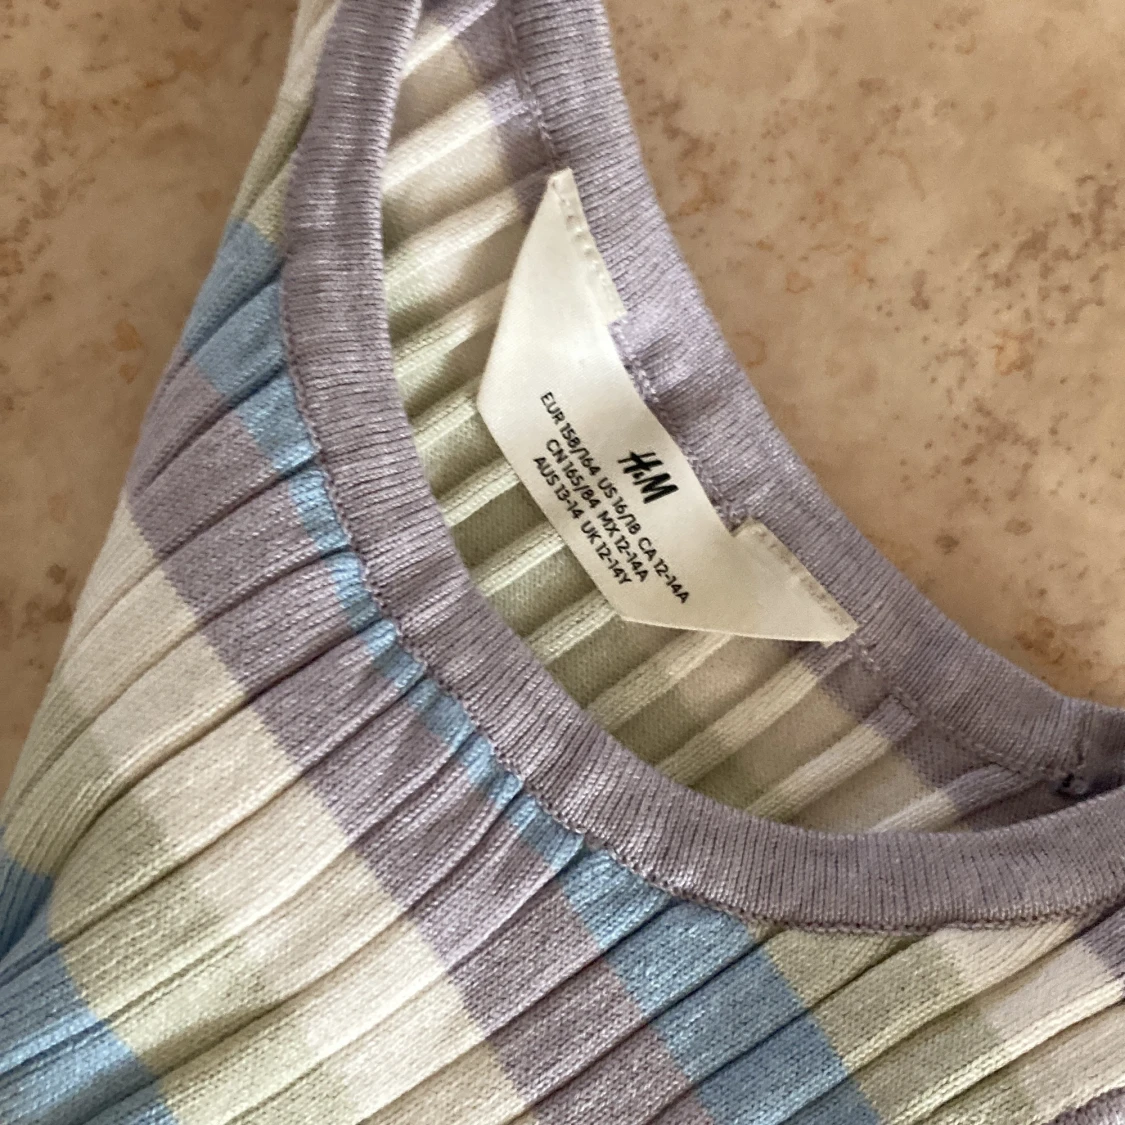 H&M
EUR 158/164 US 16/18 CA 12-14A
CN 165/84 MX 12-14A
AUS 13-14 UK 12-14Y